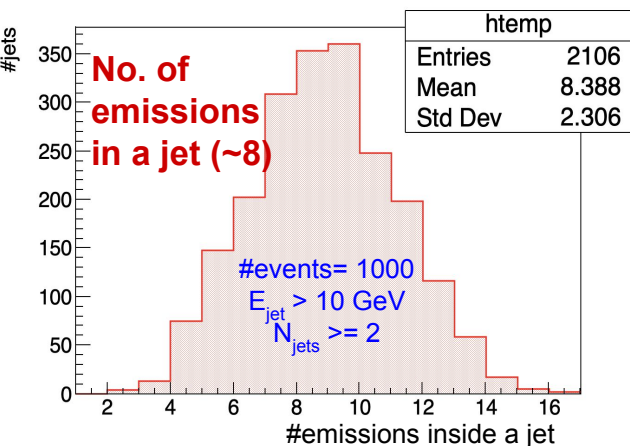 #jets
htemp
Entries 2106
Mean 8.388
Std Dev 2.306
No. of
emissions
in a jet (~8)
#events= 1000
E_jet > 10 GeV
N_jets >= 2
350
300
250
200
150
100
50
0
2 4 6 8 10 12 14 16
#emissions inside a jet